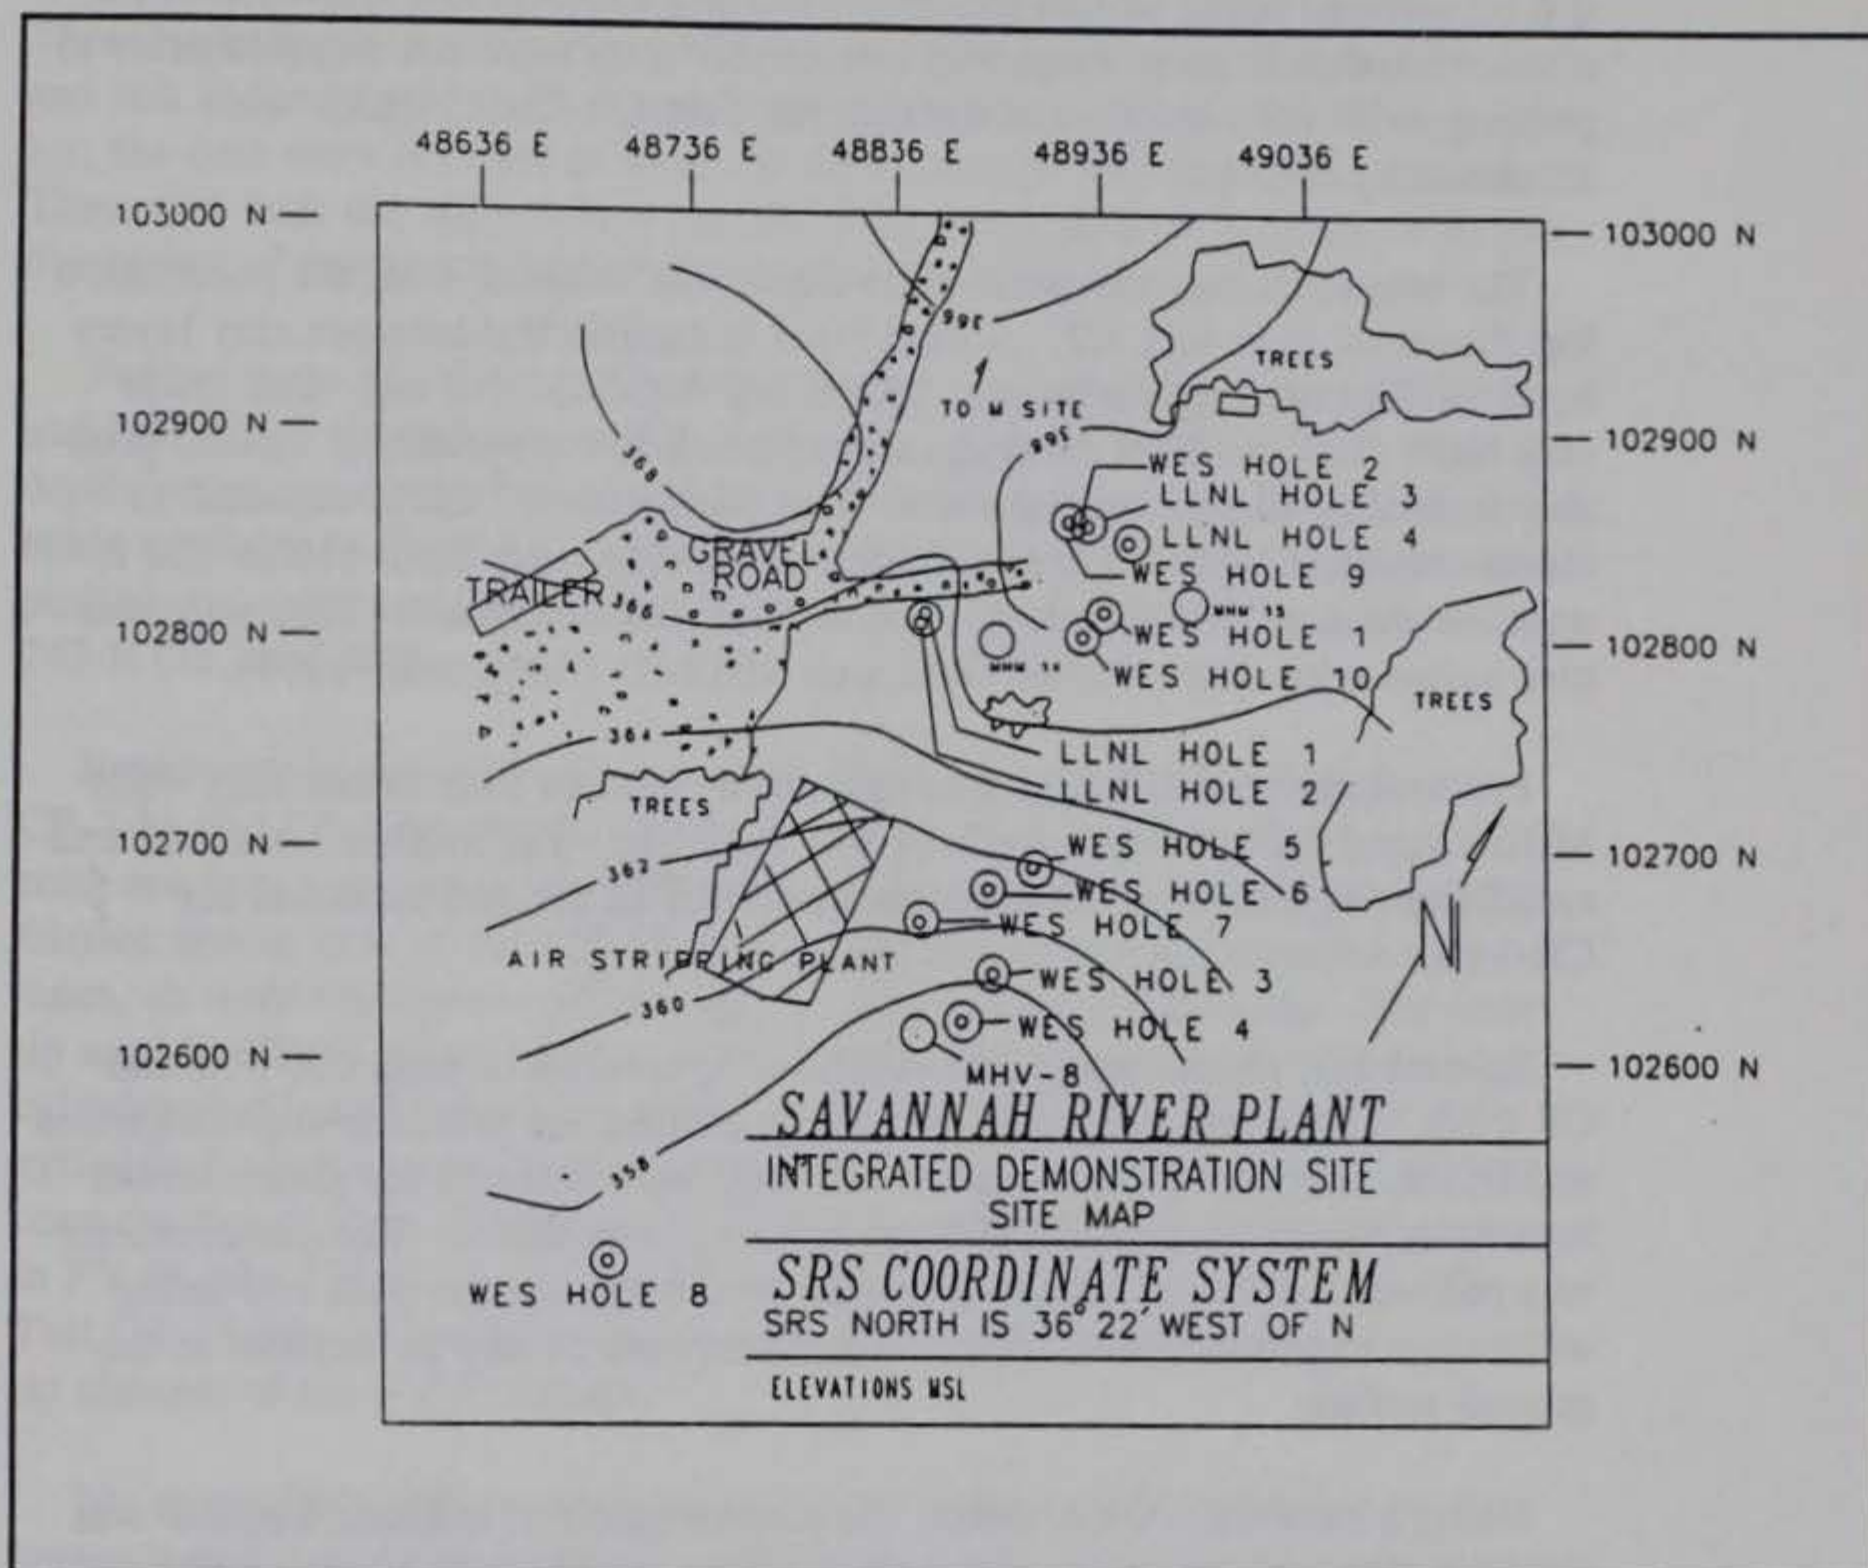 48636 E 48736 E 48836 E 48936 E 49036 E
103000 N
103000 N
366
TREES
TO M SITE
102900 N
102900 N
368
WES HOLE 2
LLNL HOLE 3
LLNL HOLE 4
WES HOLE 9
GRAVEL
ROAD
TRAILER
366
WES HOLE 1
102800 N
102800 N
WES HOLE 10
TREES
364
LLNL HOLE 1
LLNL HOLE 2
TREES
102700 N
102700 N
WES HOLE 5
362
WES HOLE 6
WES HOLE 7
N
AIR STRIPPING PLANT
WES HOLE 3
360
WES HOLE 4
102600 N
102600 N
MHV-8
358
SAVANNAH RIVER PLANT
INTEGRATED DEMONSTRATION SITE
SITE MAP
WES HOLE 8
SRS COORDINATE SYSTEM
SRS NORTH IS 36°22′ WEST OF N
ELEVATIONS MSL